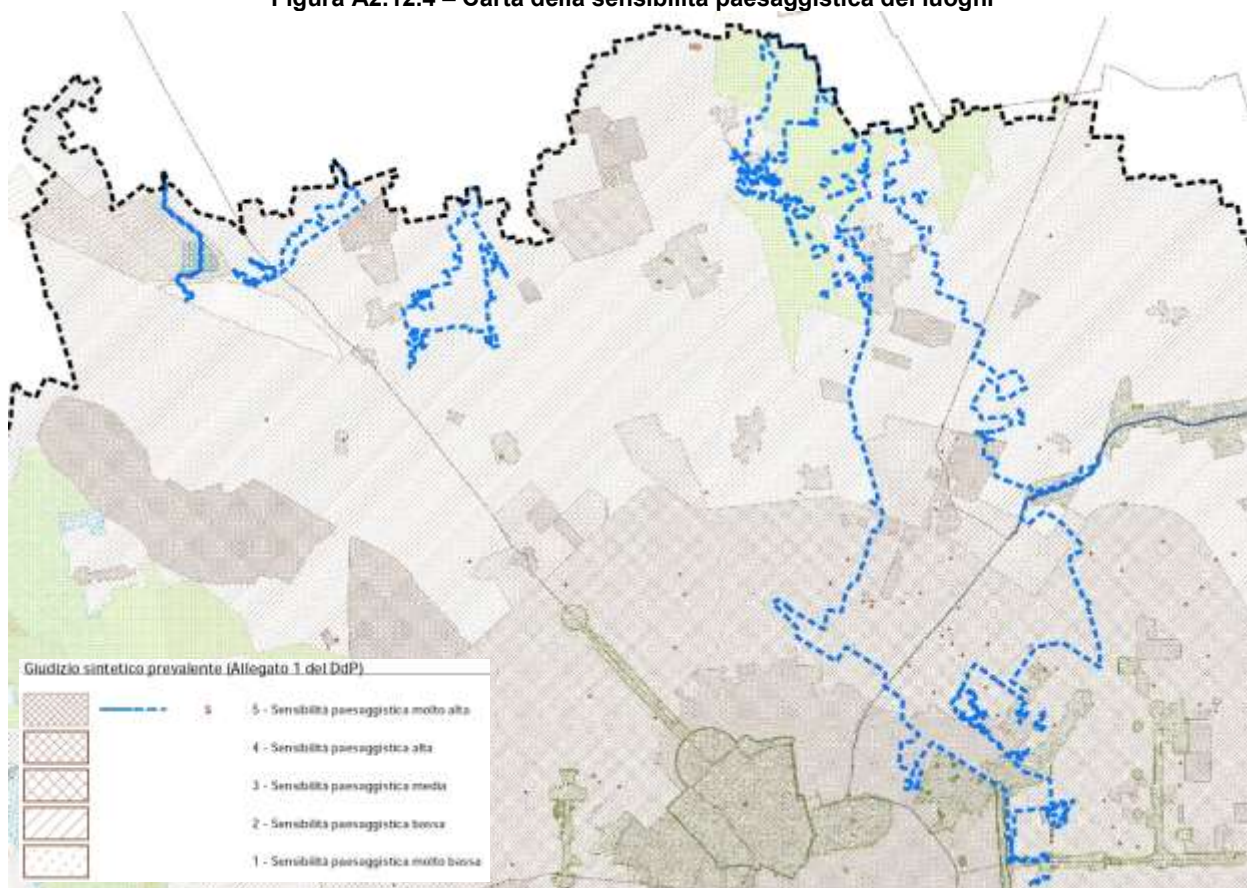 Figura A2.12.4 – Carta della sensibilità paesaggistica dei luoghi
Giudizio sintetico prevalente (Allegato 1 del DdP)
S 5 - Sensibilità paesaggistica molto alta
4 - Sensibilità paesaggistica alta
3 - Sensibilità paesaggistica media
2 - Sensibilità paesaggistica bassa
1 - Sensibilità paesaggistica molto bassa